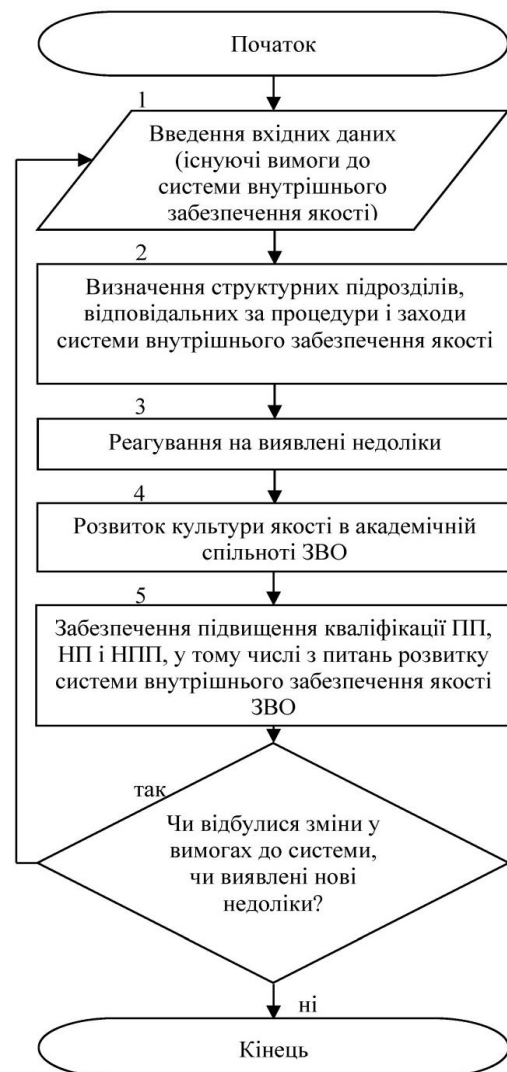 Початок
1
Введення вхідних даних
(існуючі вимоги до
системи внутрішнього
забезпечення якості)
2
Визначення структурних підрозділів,
відповідальних за процедури і заходи
системи внутрішнього забезпечення якості
3
Реагування на виявлені недоліки
4
Розвиток культури якості в академічній
спільноті ЗВО
5
Забезпечення підвищення кваліфікації ПП,
НП і НПП, у тому числі з питань розвитку
системи внутрішнього забезпечення якості
ЗВО
так
Чи відбулися зміни у
вимогах до системи,
чи виявлені нові
недоліки?
ні
Кінець